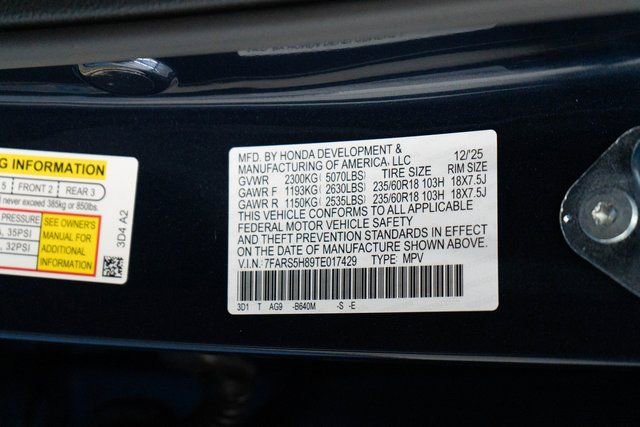 G INFORMATION
5 FRONT 2 REAR 3
never exceed 385kg or 850lbs.
PRESSURE
35PSI
32PSI
SEE OWNER'S
MANUAL FOR
ADDITIONAL
INFORMATION
3D4 A2
MFD. BY HONDA DEVELOPMENT &
MANUFACTURING OF AMERICA, LLC 12/'25
GVWR 2300KG( 5070LBS) TIRE SIZE RIM SIZE
GAWR F 1193KG( 2630LBS) 235/60R18 103H 18X7.5J
GAWR R 1150KG( 2535LBS) 235/60R18 103H 18X7.5J
THIS VEHICLE CONFORMS TO ALL APPLICABLE
FEDERAL MOTOR VEHICLE SAFETY
AND THEFT PREVENTION STANDARDS IN EFFECT
ON THE DATE OF MANUFACTURE SHOWN ABOVE.
V.I.N.: 7FARS5H89TE017429 TYPE: MPV
3D1 T AG9 -B640M -S -E